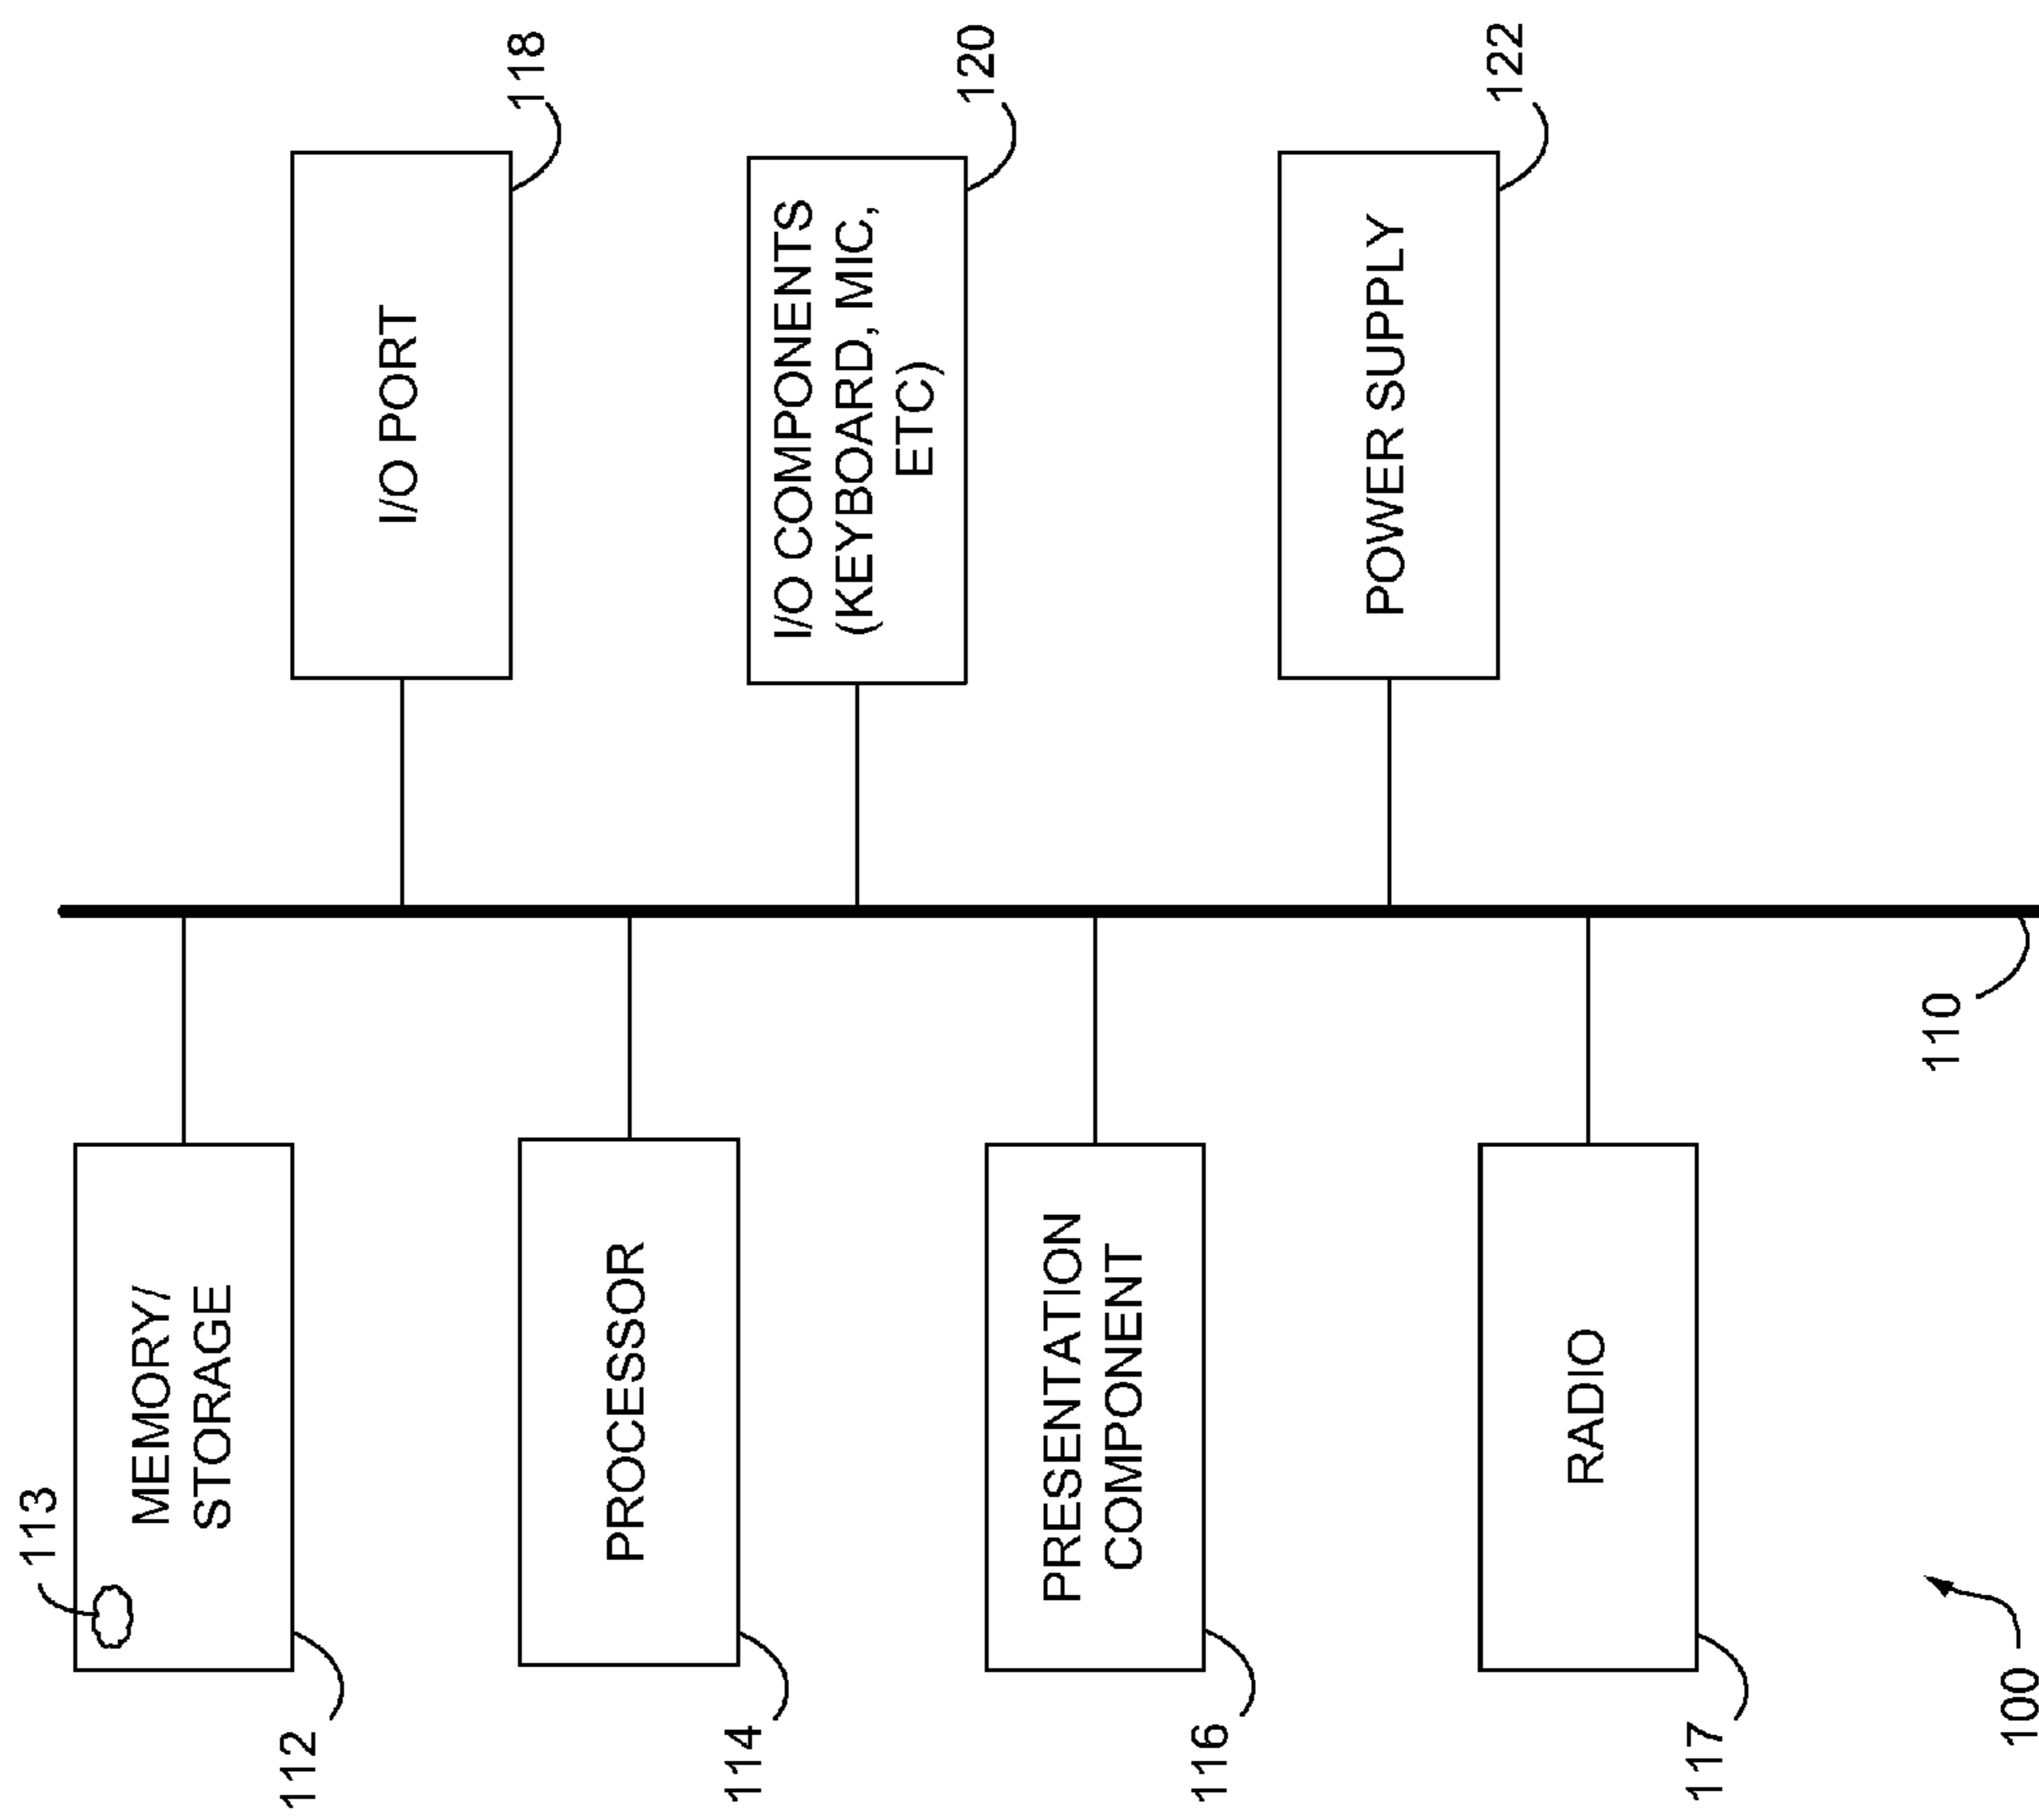 113
MEMORY/
STORAGE
112
I/O PORT
118
PROCESSOR
114
I/O COMPONENTS
(KEYBOARD, MIC,
ETC)
120
PRESENTATION
COMPONENT
116
POWER SUPPLY
122
RADIO
117
110
100